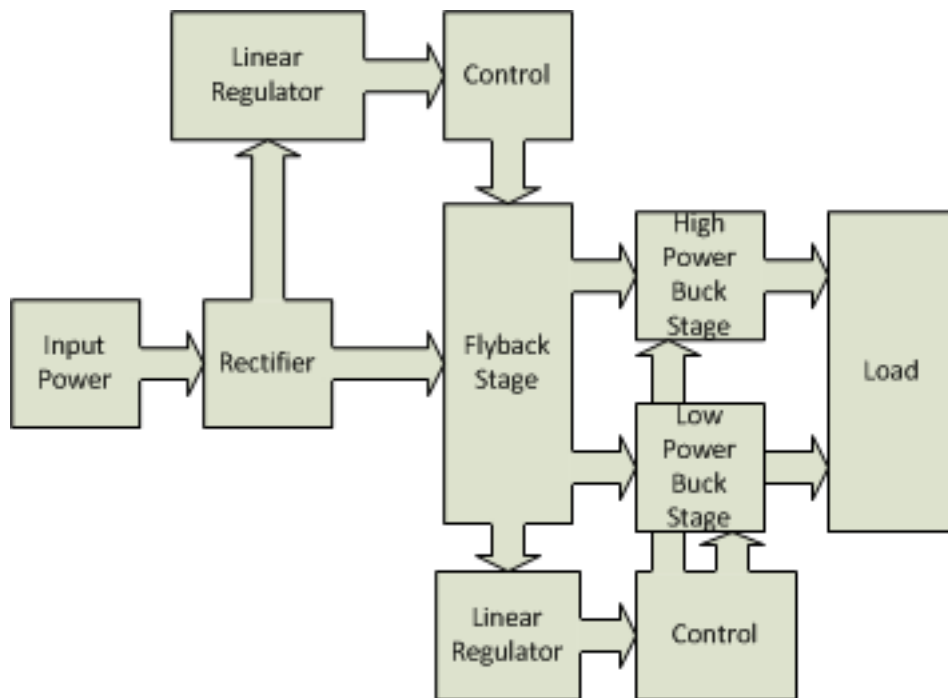 Linear
Regulator
Control
Input
Power
Rectifier
Flyback
Stage
High
Power
Buck
Stage
Low
Power
Buck
Stage
Load
Linear
Regulator
Control